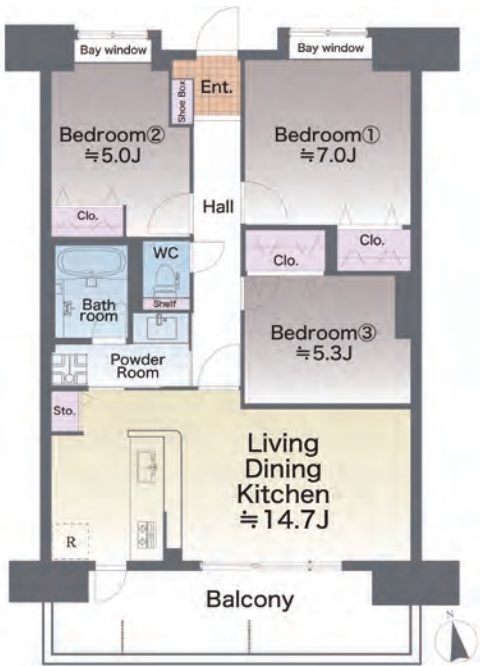 Bay window
Bay window
Ent.
Shoe Box
Bedroom②
≒5.0J
Bedroom①
≒7.0J
Hall
Clo.
Clo.
Clo.
WC
Shelf
Bath
room
Bedroom③
≒5.3J
Powder
Room
Sto.
Living
Dining
Kitchen
≒14.7J
R
Balcony
N